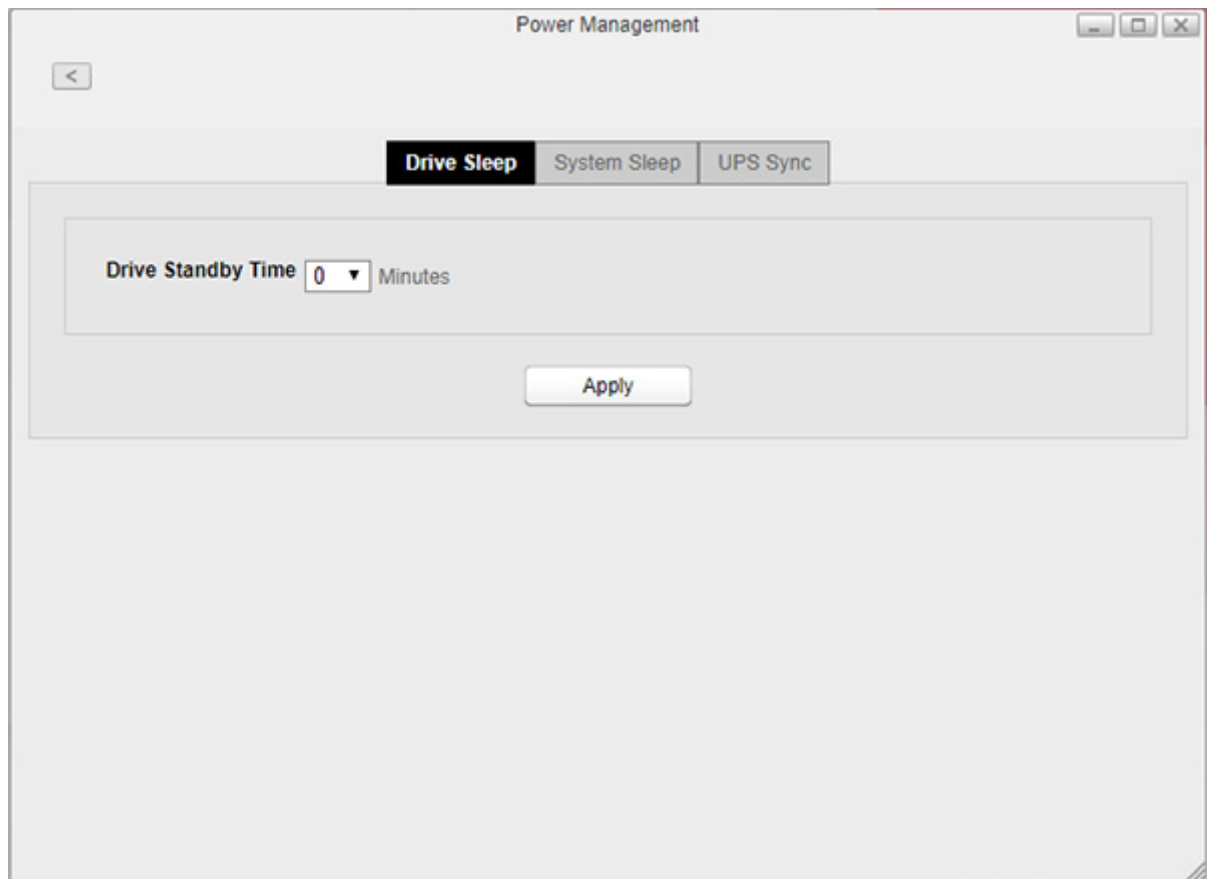 Power Management
<
Drive Sleep System Sleep UPS Sync
Drive Standby Time 0 Minutes
Apply